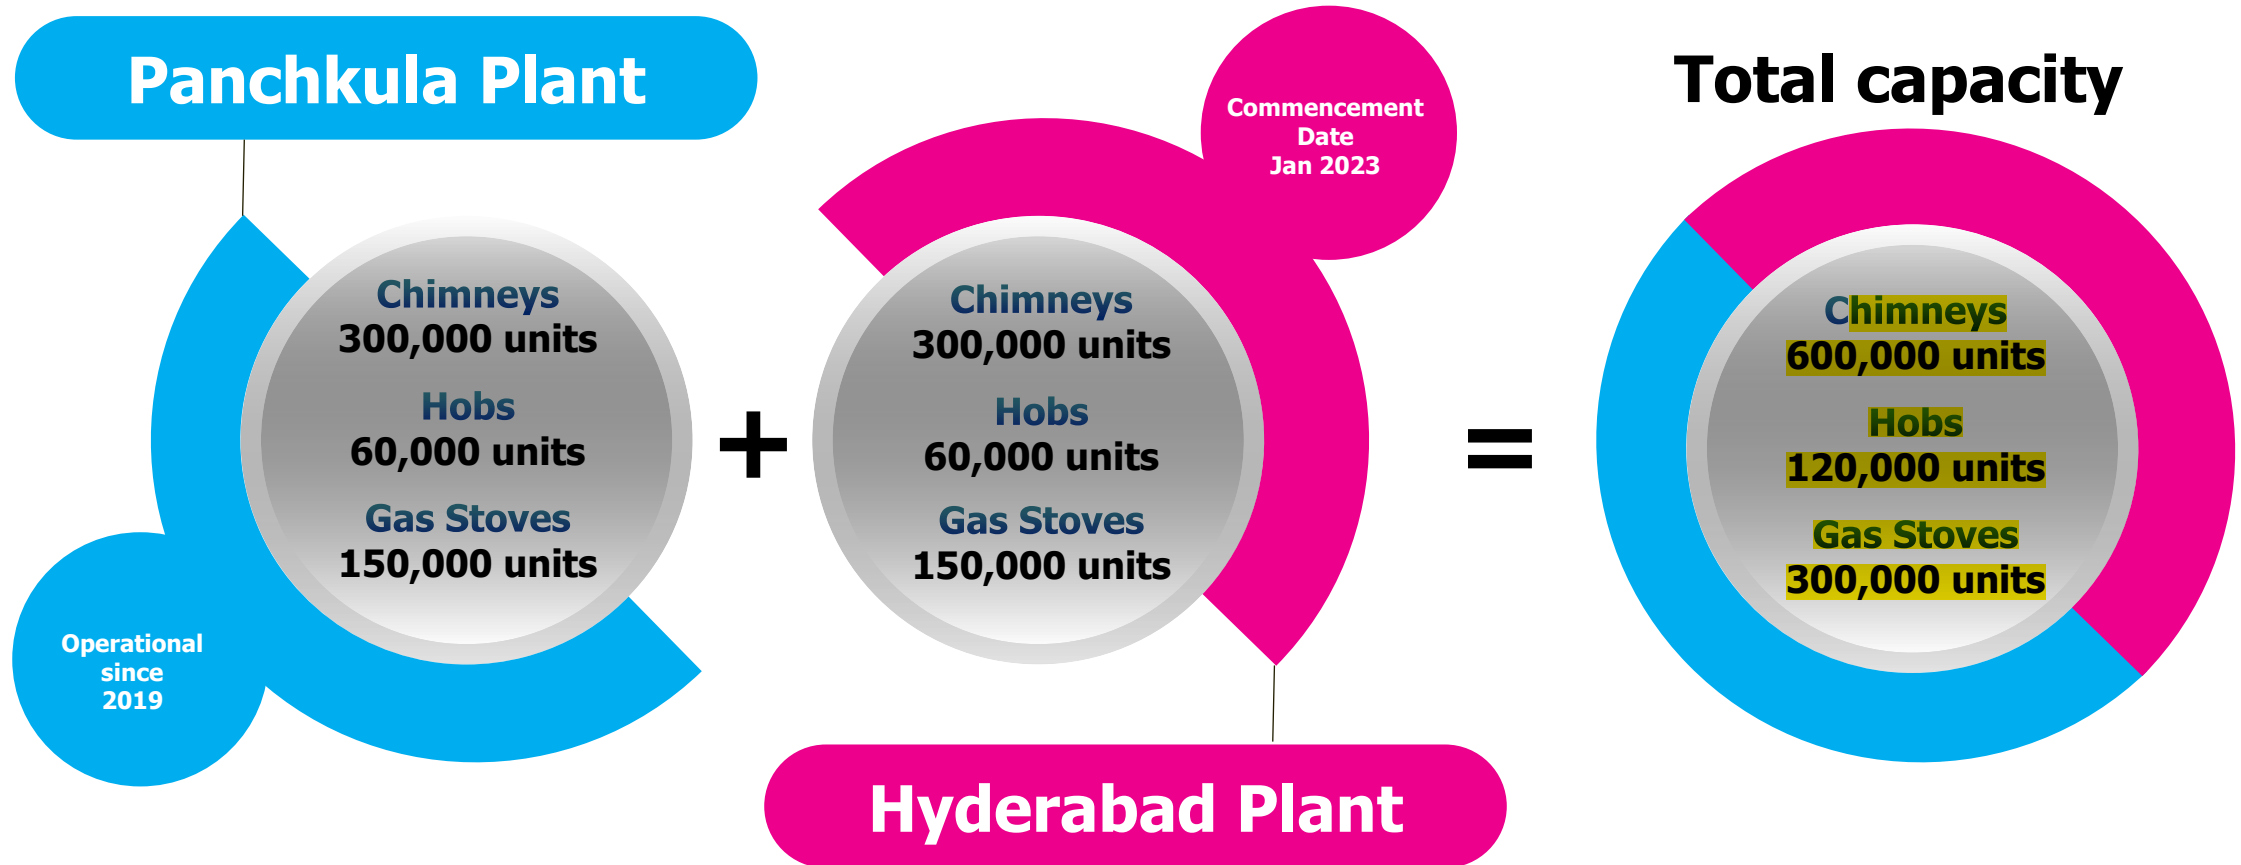 Panchkula Plant
Chimneys
300,000 units
Hobs
60,000 units
Gas Stoves
150,000 units
Operational
since
2019
+
Commencement
Date
Jan 2023
Chimneys
300,000 units
Hobs
60,000 units
Gas Stoves
150,000 units
Hyderabad Plant
=
Total capacity
Chimneys
600,000 units
Hobs
120,000 units
Gas Stoves
300,000 units